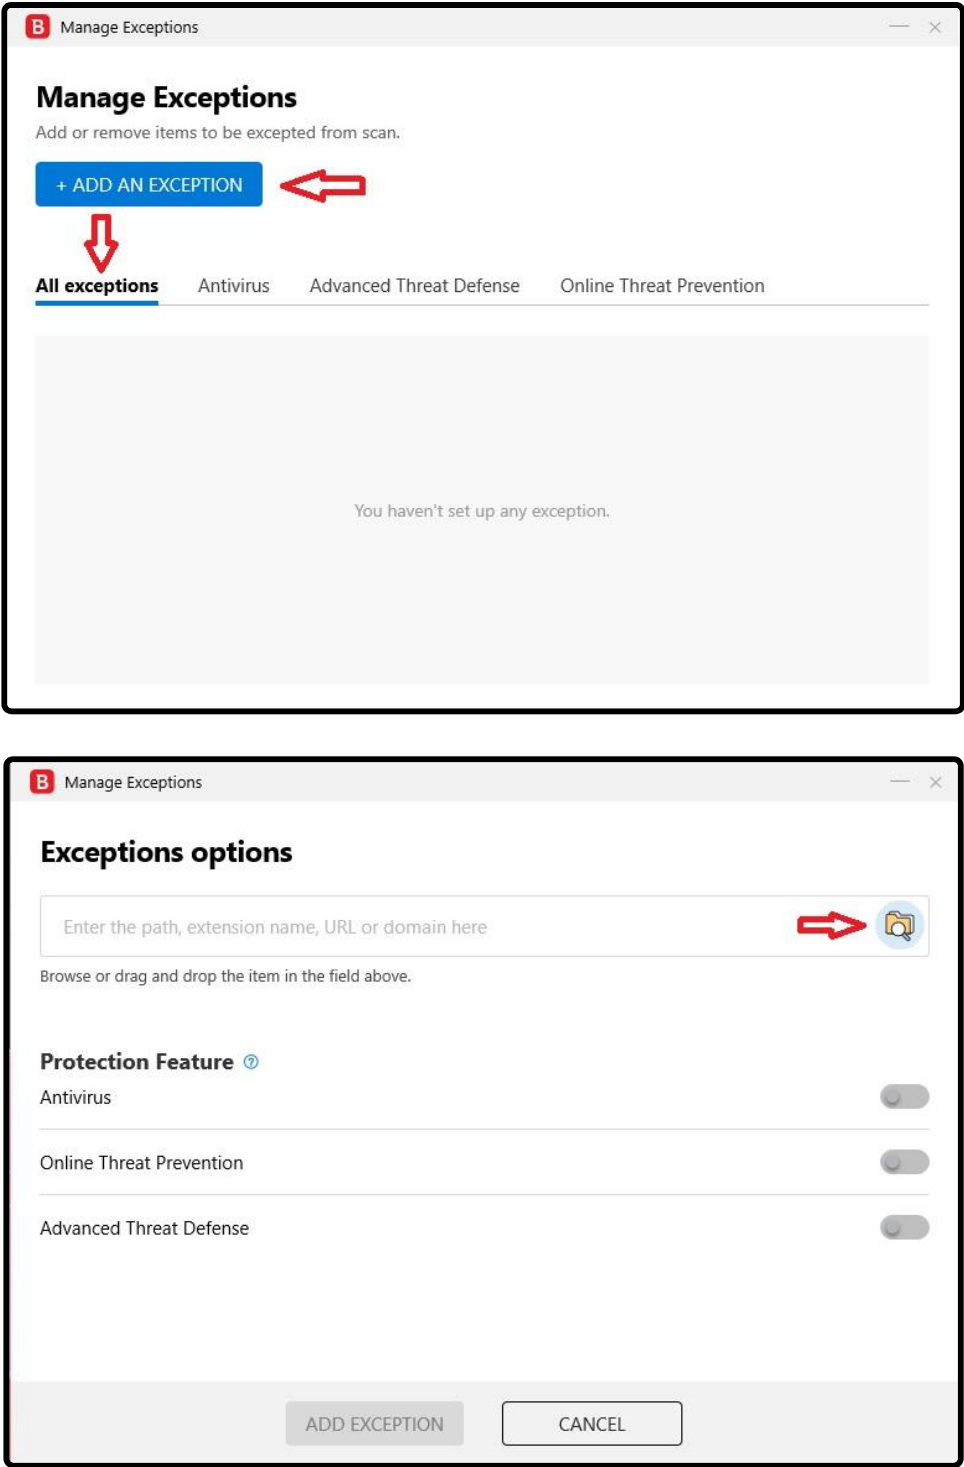 B Manage Exceptions
Manage Exceptions
Add or remove items to be excepted from scan.
+ ADD AN EXCEPTION
All exceptions Antivirus Advanced Threat Defense Online Threat Prevention
You haven't set up any exception.
B Manage Exceptions
Exceptions options
Enter the path, extension name, URL or domain here
Browse or drag and drop the item in the field above.
Protection Feature ?
Antivirus
Online Threat Prevention
Advanced Threat Defense
ADD EXCEPTION CANCEL